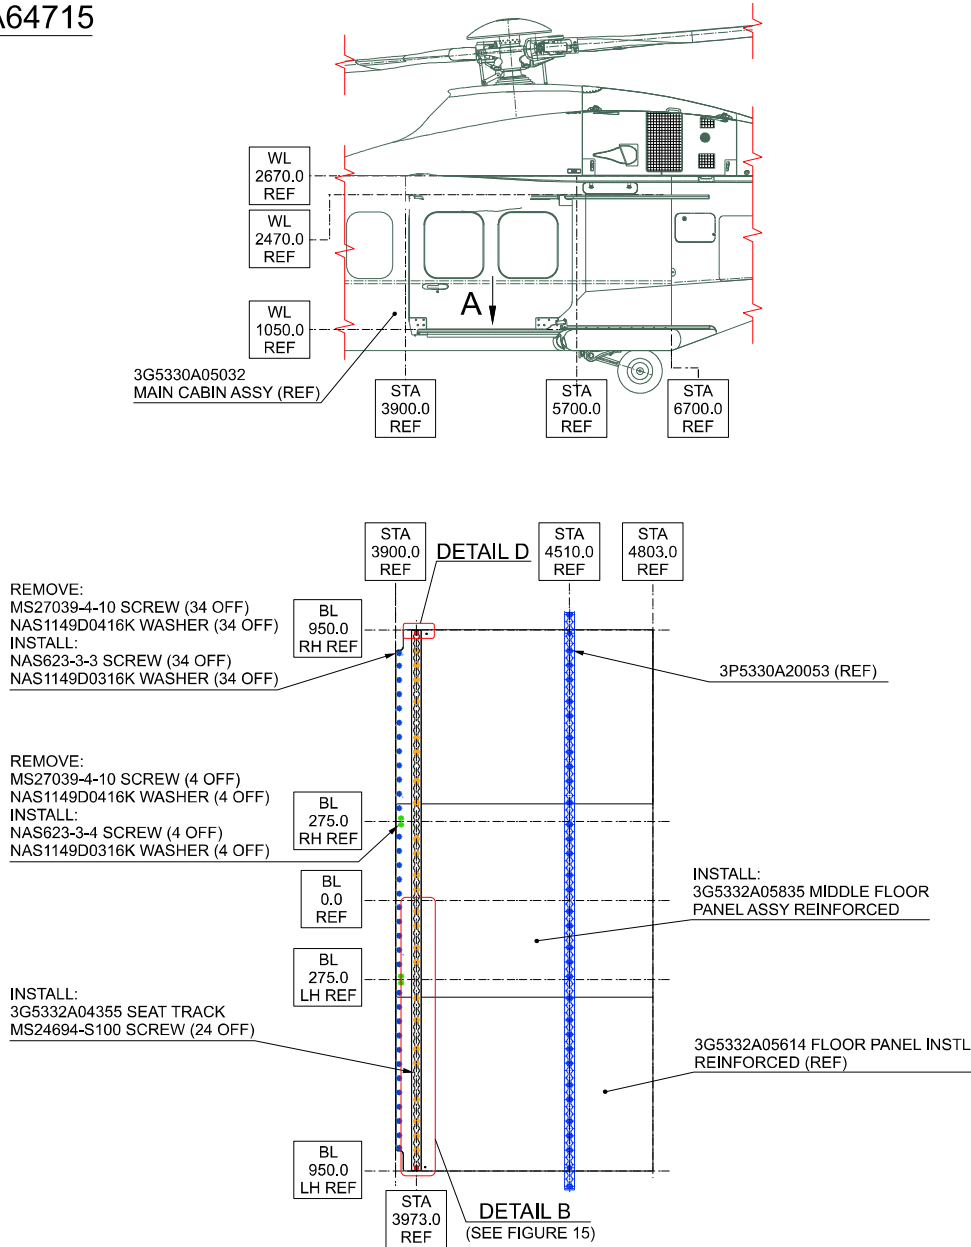 A64715
WL
2670.0
REF
WL
2470.0
REF
WL
1050.0
REF
A
3G5330A05032
MAIN CABIN ASSY (REF)
STA
3900.0
REF
STA
5700.0
REF
STA
6700.0
REF
STA
3900.0
REF
DETAIL D
STA
4510.0
REF
STA
4803.0
REF
REMOVE:
MS27039-4-10 SCREW (34 OFF)
NAS1149D0416K WASHER (34 OFF)
INSTALL:
NAS623-3-3 SCREW (34 OFF)
NAS1149D0316K WASHER (34 OFF)
BL
950.0
RH REF
3P5330A20053 (REF)
REMOVE:
MS27039-4-10 SCREW (4 OFF)
NAS1149D0416K WASHER (4 OFF)
INSTALL:
NAS623-3-4 SCREW (4 OFF)
NAS1149D0316K WASHER (4 OFF)
BL
275.0
RH REF
BL
0.0
REF
INSTALL:
3G5332A05835 MIDDLE FLOOR
PANEL ASSY REINFORCED
BL
275.0
LH REF
INSTALL:
3G5332A04355 SEAT TRACK
MS24694-S100 SCREW (24 OFF)
3G5332A05614 FLOOR PANEL INSTL
REINFORCED (REF)
BL
950.0
LH REF
STA
3973.0
REF
DETAIL B
(SEE FIGURE 15)